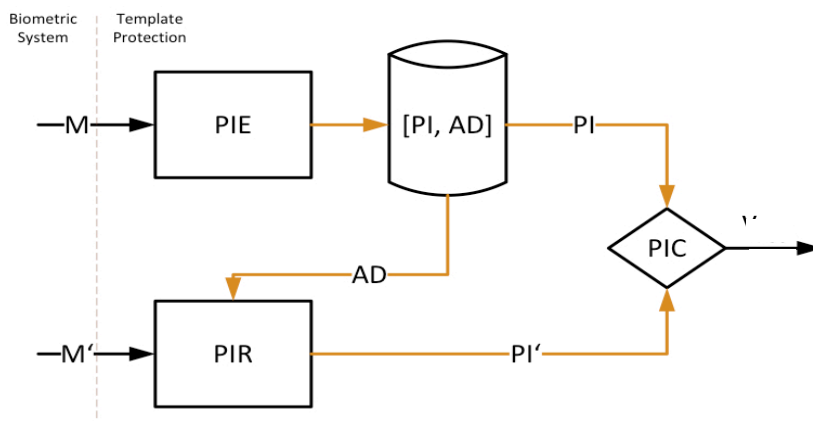 Biometric
System
Template
Protection
M
PIE
[PI, AD]
PI
PIC
AD
M‘
PIR
PI‘